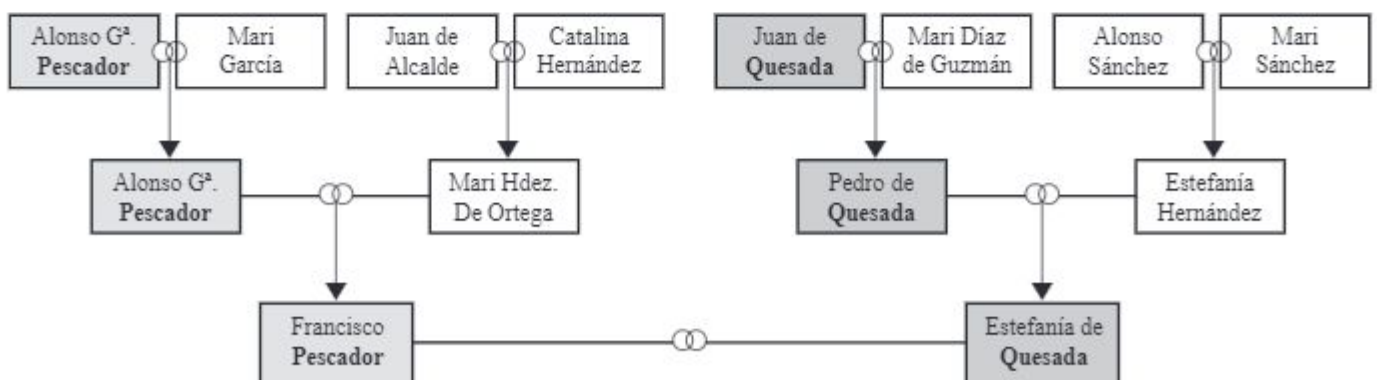 Alonso Gª.
Pescador
Mari
García
Juan de
Alcalde
Catalina
Hernández
Juan de
Quesada
Mari Díaz
de Guzmán
Alonso
Sánchez
Mari
Sánchez
Alonso Gª.
Pescador
Mari Hdez.
De Ortega
Pedro de
Quesada
Estefanía
Hernández
Francisco
Pescador
Estefanía de
Quesada